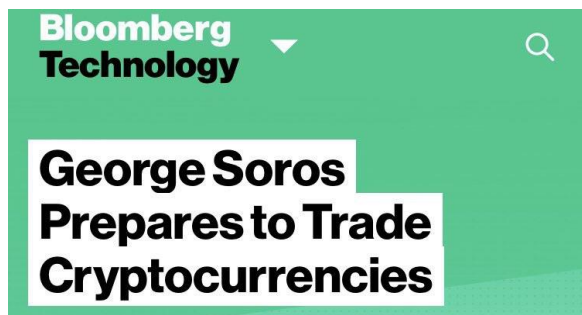 Bloomberg
Technology
George Soros
Prepares to Trade
Cryptocurrencies